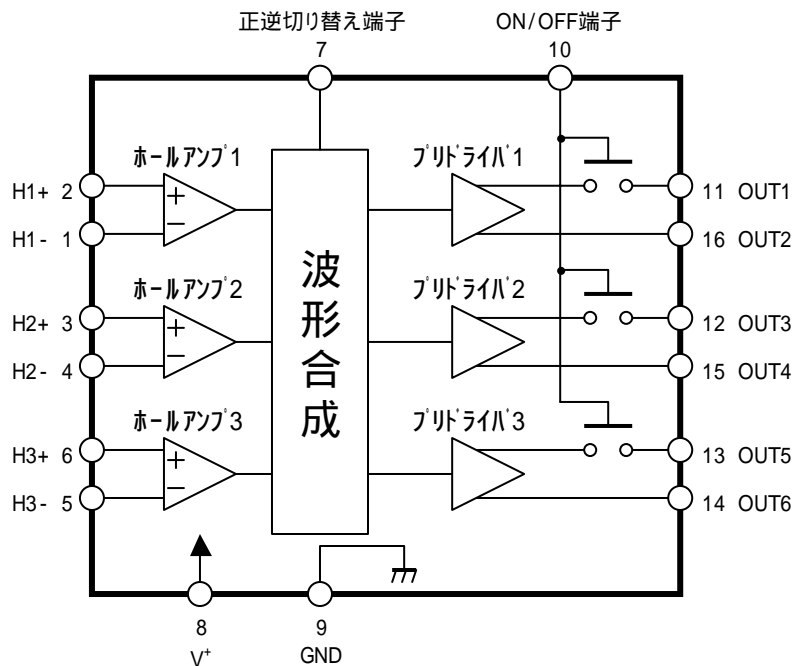 正逆切り替え端子
7
ON/OFF端子
10
ﾎｰﾙｱﾝﾌﾟ1
ﾌﾟﾘﾄﾞﾗｲﾊﾞ1
H1+ 2
+
−
H1- 1
11 OUT1
16 OUT2
ﾎｰﾙｱﾝﾌﾟ2
ﾌﾟﾘﾄﾞﾗｲﾊﾞ2
H2+ 3
+
−
H2- 4
12 OUT3
15 OUT4
波形合成
ﾎｰﾙｱﾝﾌﾟ3
ﾌﾟﾘﾄﾞﾗｲﾊﾞ3
H3+ 6
+
−
H3- 5
13 OUT5
14 OUT6
8
V⁺
9
GND